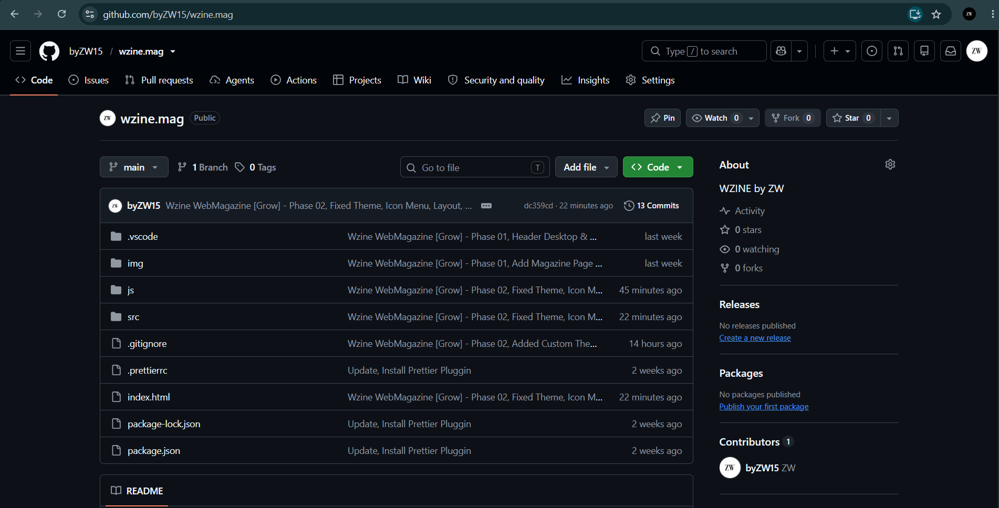 github.com/byZW15/wzine.mag
ZW
byZW15 / wzine.mag
Type / to search
ZW
Code Issues Pull requests Agents Actions Projects Wiki Security and quality Insights Settings
ZW wzine.mag Public
Pin Watch 0 Fork 0 Star 0
main 1 Branch 0 Tags
Go to file T Add file Code
ZW byZW15 Wzine WebMagazine [Grow] - Phase 02, Fixed Theme, Icon Menu, Layout, ... dc359cd · 22 minutes ago 13 Commits
.vscode Wzine WebMagazine [Grow] - Phase 01, Header Desktop & ... last week
img Wzine WebMagazine [Grow] - Phase 01, Add Magazine Page ... last week
js Wzine WebMagazine [Grow] - Phase 02, Fixed Theme, Icon M... 45 minutes ago
src Wzine WebMagazine [Grow] - Phase 02, Fixed Theme, Icon M... 22 minutes ago
.gitignore Wzine WebMagazine [Grow] - Phase 02, Added Custom The... 14 hours ago
.prettierrc Update, Install Prettier Pluggin 2 weeks ago
index.html Wzine WebMagazine [Grow] - Phase 02, Fixed Theme, Icon M... 22 minutes ago
package-lock.json Update, Install Prettier Pluggin 2 weeks ago
package.json Update, Install Prettier Pluggin 2 weeks ago
README
About
WZINE by ZW
Activity
0 stars
0 watching
0 forks
Releases
No releases published
Create a new release
Packages
No packages published
Publish your first package
Contributors 1
ZW byZW15 ZW